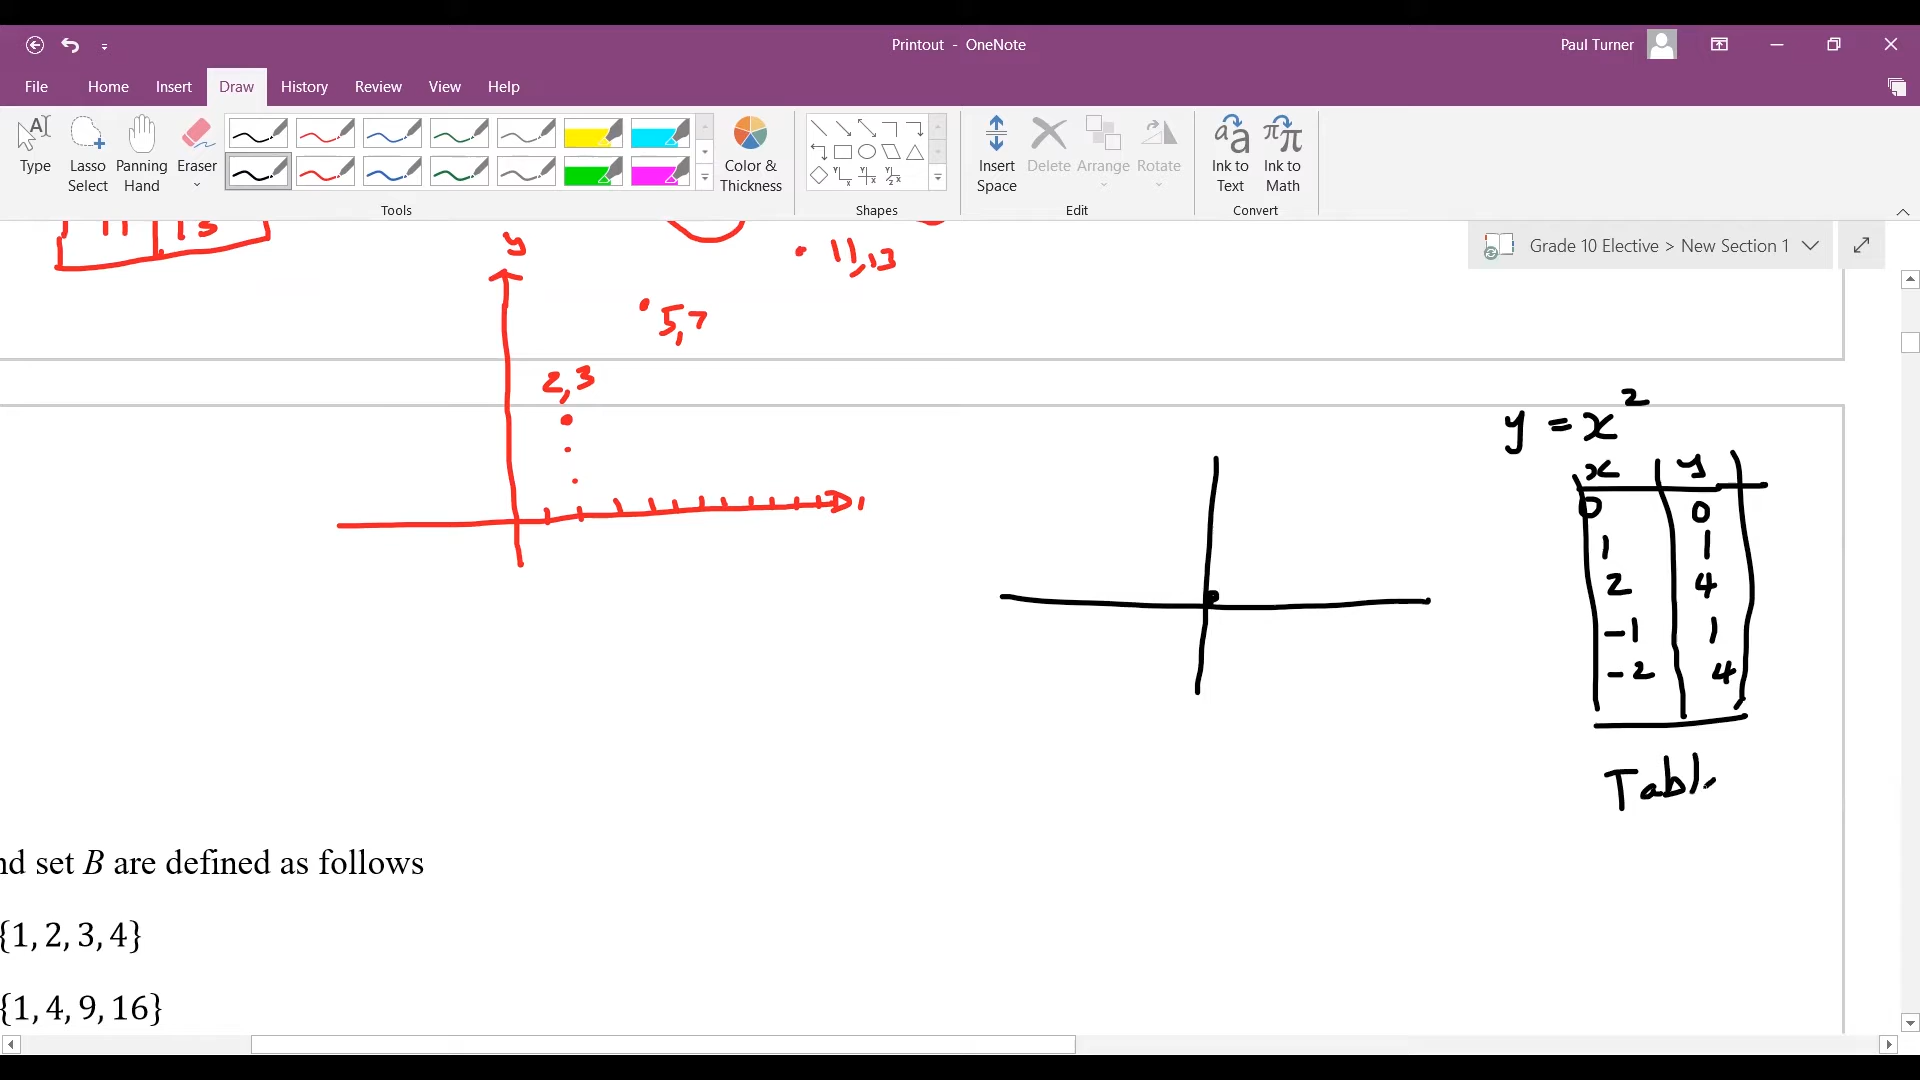 Printout - OneNote
Paul Turner
File Home Insert Draw History Review View Help
Type
Lasso Select
Panning Hand
Eraser
Color & Thickness
Insert Space
Delete
Arrange
Rotate
Ink to Text
Ink to Math
Tools
Shapes
Edit
Convert
Grade 10 Elective > New Section 1
11 13
y
11,13
5,7
2,3
y = x²
x y
0 0
1 1
2 4
-1 1
-2 4
Tabl
nd set B are defined as follows
{1, 2, 3, 4}
{1, 4, 9, 16}